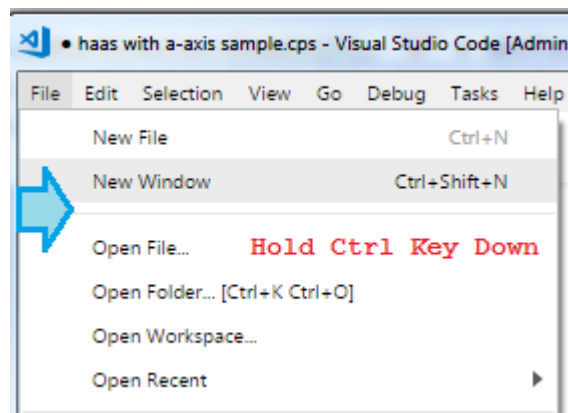 • haas with a-axis sample.cps - Visual Studio Code [Admin
File Edit Selection View Go Debug Tasks Help
New File Ctrl+N
New Window Ctrl+Shift+N
Open File... Hold Ctrl Key Down
Open Folder... [Ctrl+K Ctrl+O]
Open Workspace...
Open Recent